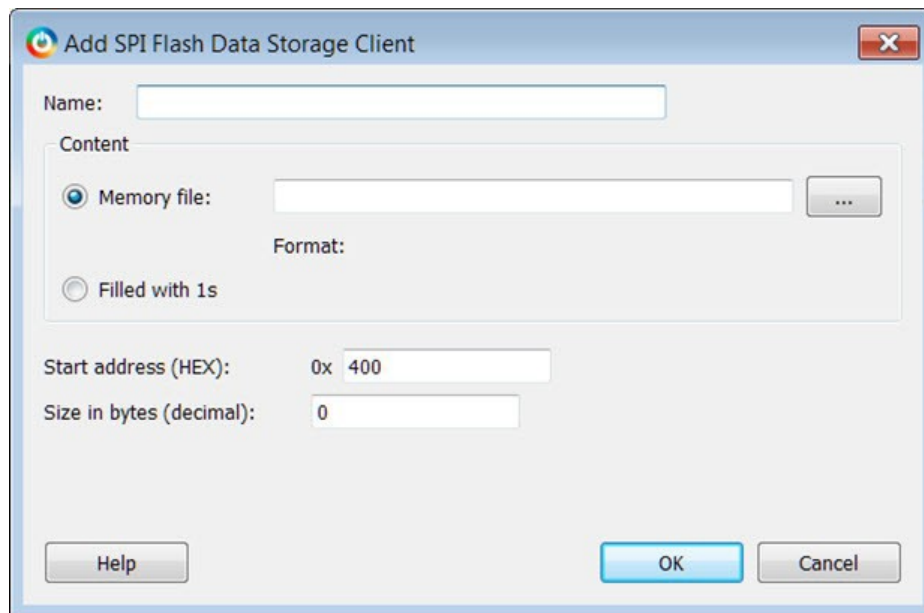 Add SPI Flash Data Storage Client
Name:
Content
Memory file:
...
Format:
Filled with 1s
Start address (HEX): 0x 400
Size in bytes (decimal): 0
Help OK Cancel